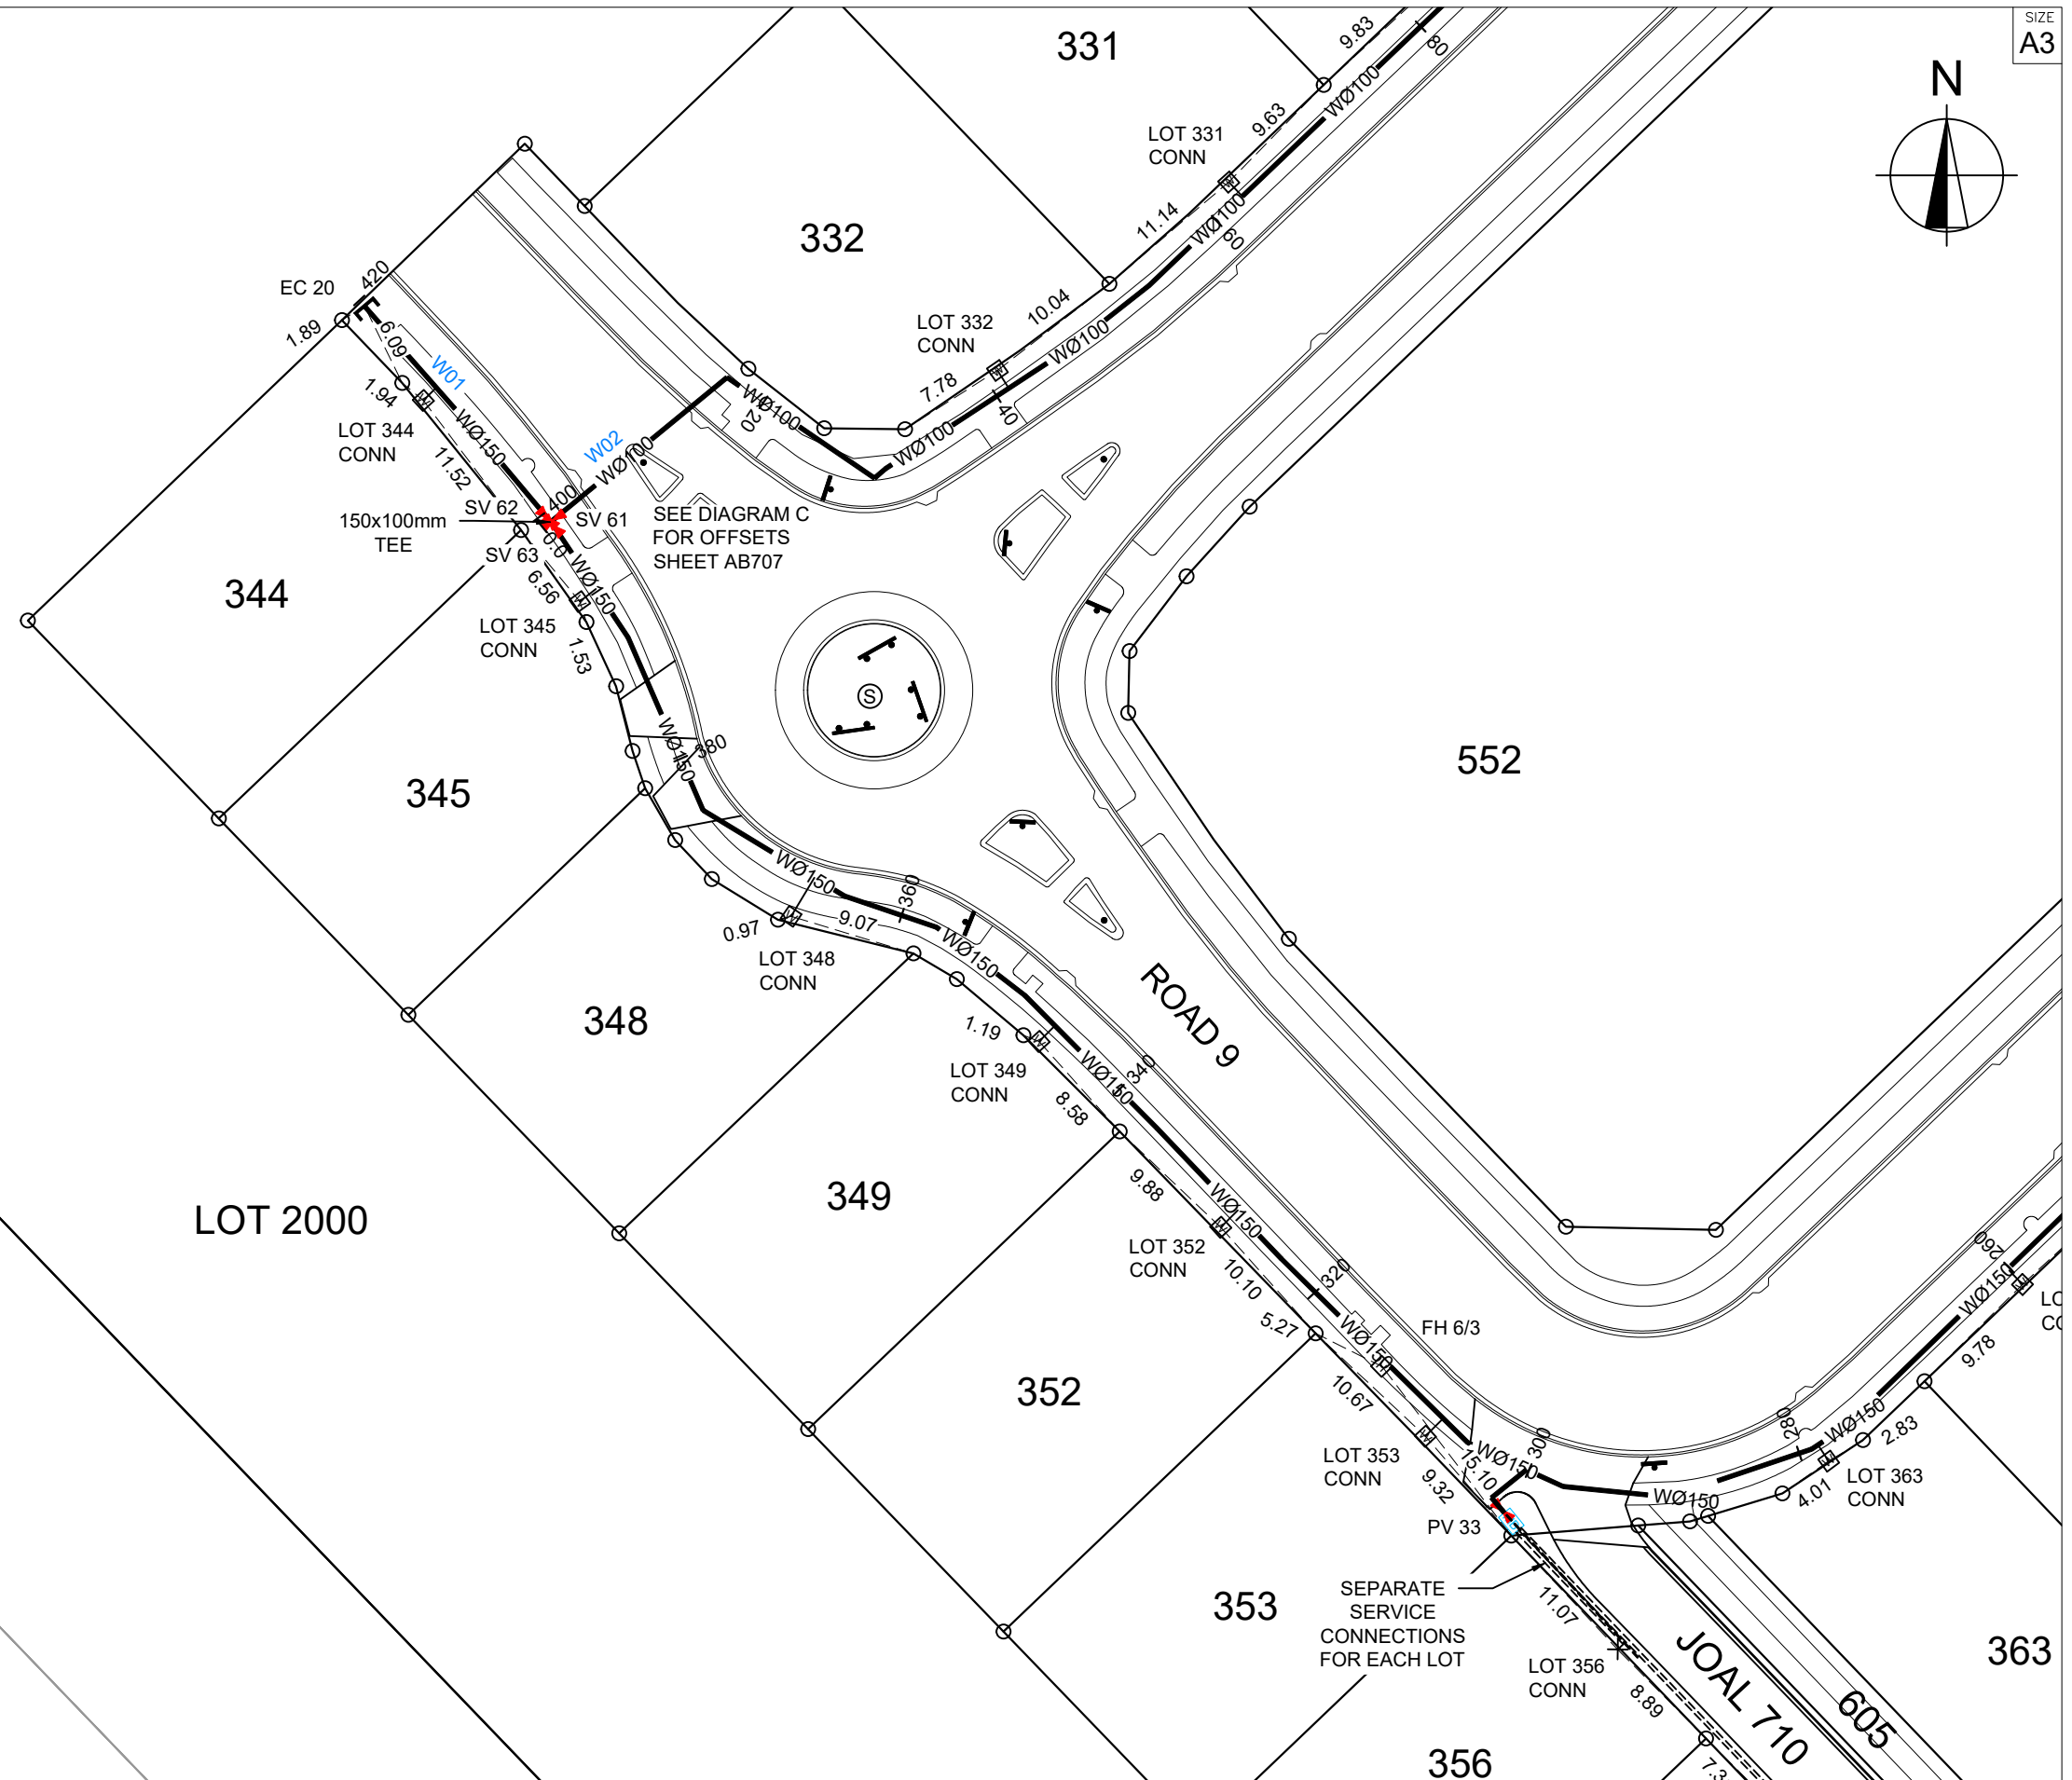 SIZE
A3
N
331
9.83
80
WØ100
9.63
LOT 331
CONN
WØ100
60
11.14
332
10.04
LOT 332
CONN
WØ100
7.78
40
WØ100
WØ100
20
EC 20
420
1.89
6.09
W01
1.94
LOT 344
CONN
WØ150
11.52
W02
WØ100
400
SV 62
SV 61
150x100mm
TEE
SV 63
0.0
SEE DIAGRAM C
FOR OFFSETS
SHEET AB707
344
6.56
WØ150
LOT 345
CONN
1.53
S
WØ150
380
345
552
WØ150
360
0.97
9.07
LOT 348
CONN
WØ150
348
1.19
LOT 349
CONN
ROAD 9
340
WØ150
8.58
349
9.88
WØ150
LOT 2000
LOT 352
CONN
10.10
320
5.27
WØ150
FH 6/3
352
10.67
LOT 353
CONN
9.32
15.10
WØ150
300
PV 33
260
WØ150
9.78
280
WØ150
2.83
LOT 363
CONN
4.01
WØ150
353
SEPARATE
SERVICE
CONNECTIONS
FOR EACH LOT
11.07
LOT 356
CONN
8.89
JOAL 710
605
363
356